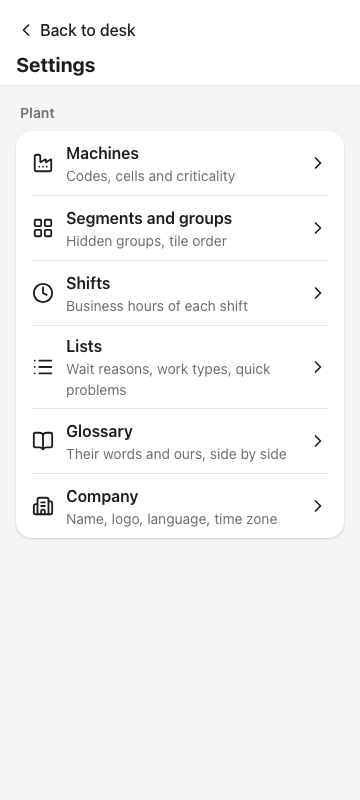 Back to desk
Settings
Plant
Machines
Codes, cells and criticality
Segments and groups
Hidden groups, tile order
Shifts
Business hours of each shift
Lists
Wait reasons, work types, quick
problems
Glossary
Their words and ours, side by side
Company
Name, logo, language, time zone